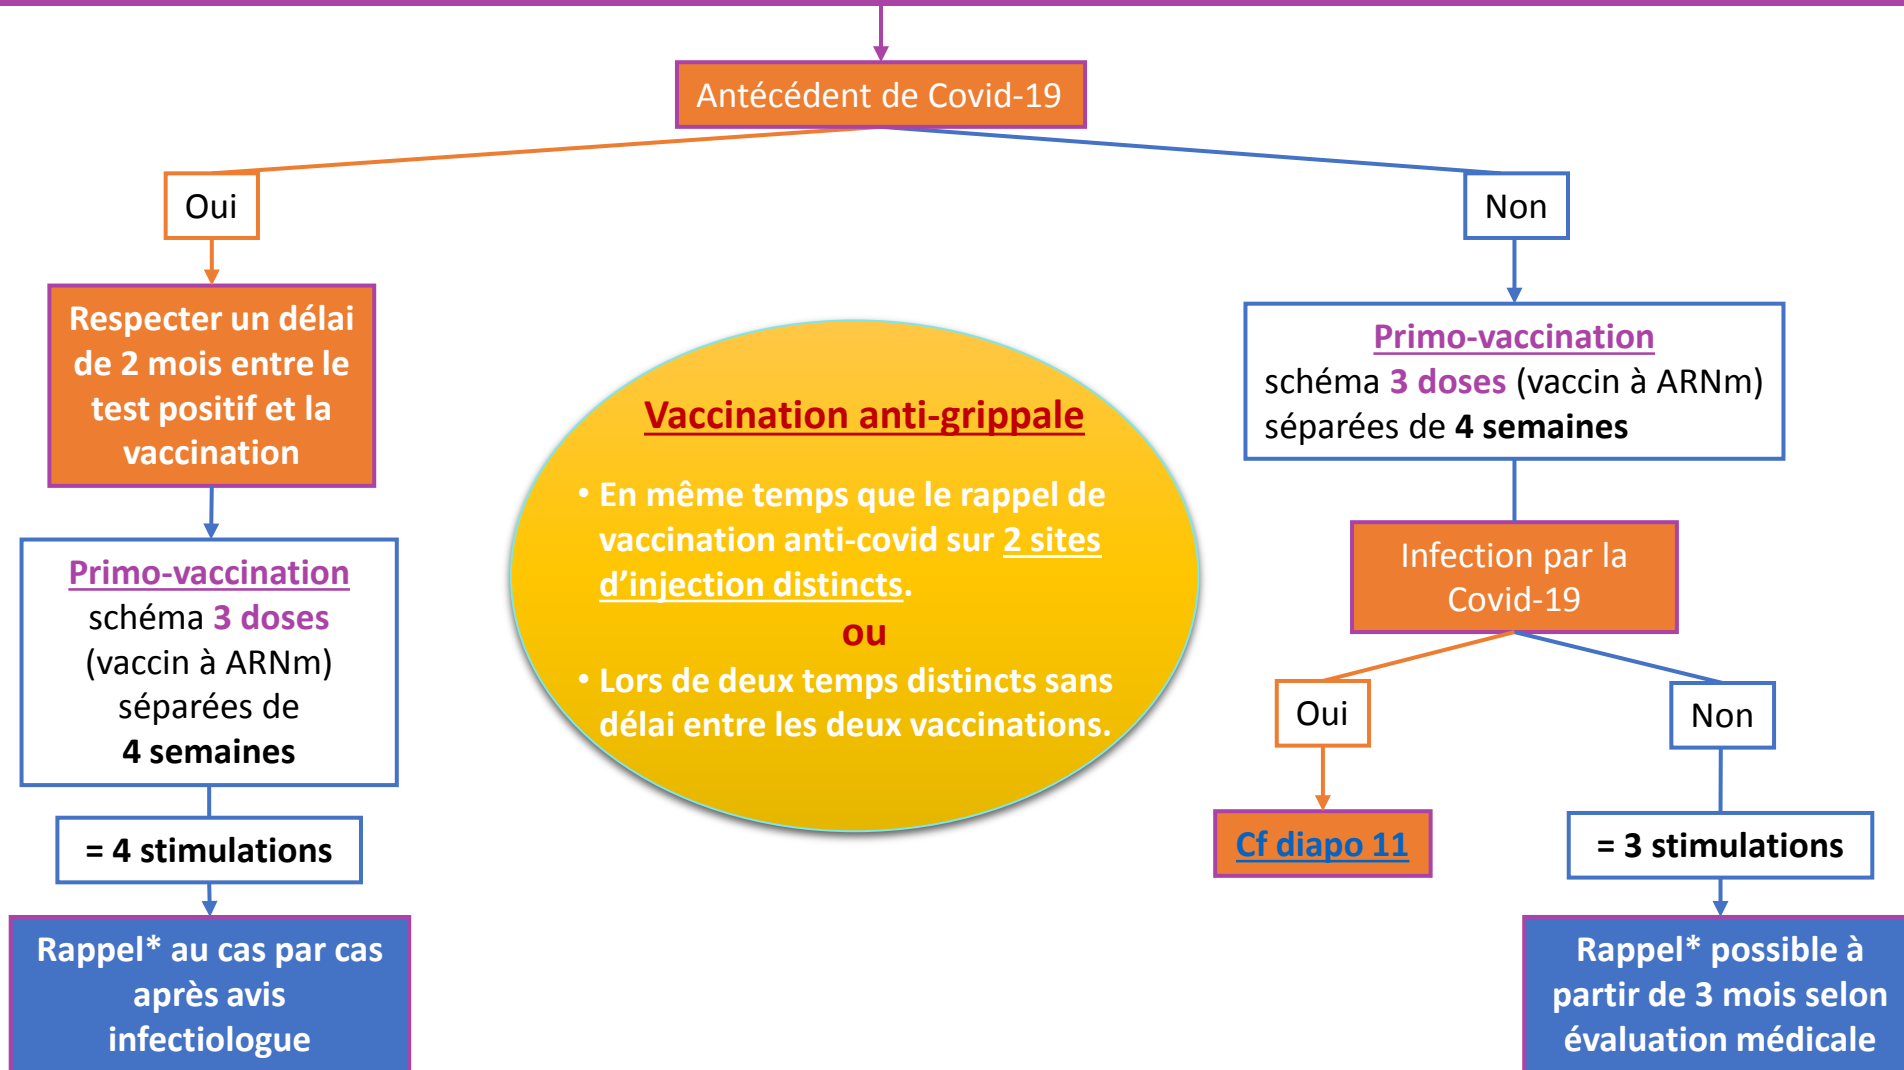 Antécédent de Covid-19
Oui
Non
Respecter un délai
de 2 mois entre le
test positif et la
vaccination
Primo-vaccination
schéma 3 doses
(vaccin à ARNm)
séparées de
4 semaines
= 4 stimulations
Rappel* au cas par cas
après avis
infectiologue
Vaccination anti-grippale
• En même temps que le rappel de
vaccination anti-covid sur 2 sites
d’injection distincts.
ou
• Lors de deux temps distincts sans
délai entre les deux vaccinations.
Primo-vaccination
schéma 3 doses (vaccin à ARNm)
séparées de 4 semaines
Infection par la
Covid-19
Oui
Non
Cf diapo 11
= 3 stimulations
Rappel* possible à
partir de 3 mois selon
évaluation médicale